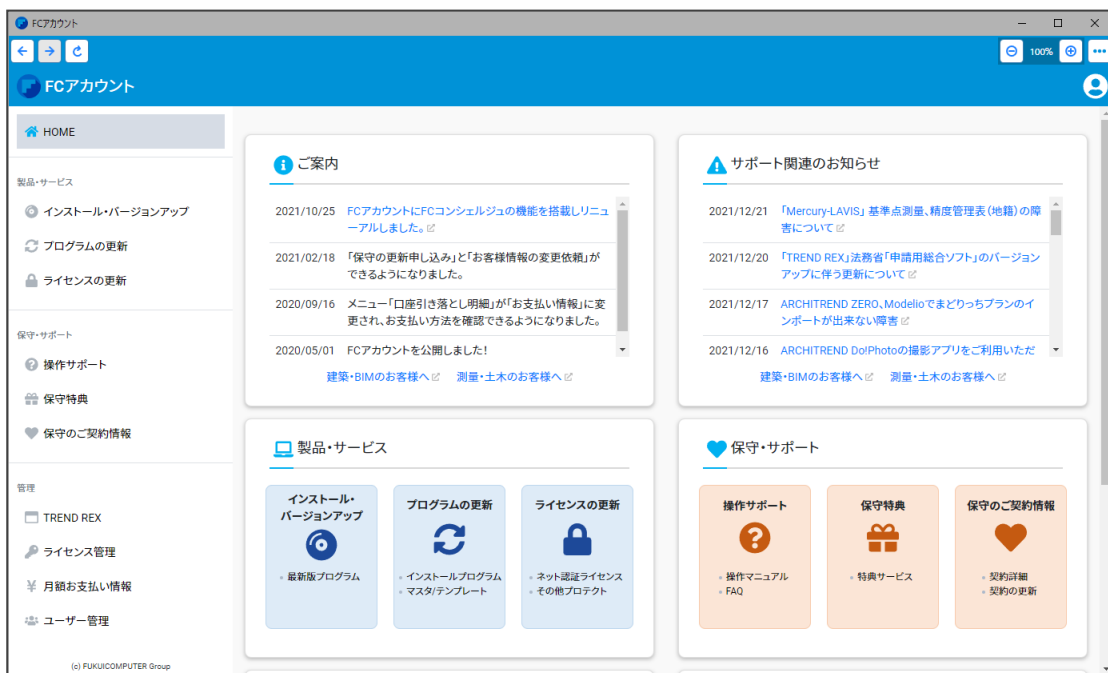 FCアカウント
100%
FCアカウント
HOME
製品・サービス
インストール・バージョンアップ
プログラムの更新
ライセンスの更新
保守・サポート
操作サポート
保守特典
保守のご契約情報
管理
TREND REX
ライセンス管理
月額お支払い情報
ユーザー管理
(c) FUKUICOMPUTER Group
ご案内
2021/10/25 FCアカウントにFCコンシェルジュの機能を搭載しリニュ
ーアルしました。
2021/02/18 「保守の更新申し込み」と「お客様情報の変更依頼」が
できるようになりました。
2020/09/16 メニュー「口座引き落とし明細」が「お支払い情報」に変
更され、お支払い方法を確認できるようになりました。
2020/05/01 FCアカウントを公開しました!
建築・BIMのお客様へ 測量・土木のお客様へ
サポート関連のお知らせ
2021/12/21 「Mercury-LAVIS」 基準点測量、精度管理表(地籍)の障
害について
2021/12/20 「TREND REX」法務省「申請用総合ソフト」のバージョン
アップに伴う更新について
2021/12/17 ARCHITREND ZERO、Modelioでまどりっちプランのイ
ンポートが出来ない障害
2021/12/16 ARCHITREND Do!Photoの撮影アプリをご利用いただ
建築・BIMのお客様へ 測量・土木のお客様へ
製品・サービス
インストール・
バージョンアップ
最新版プログラム
プログラムの更新
インストールプログラム
マスタ/テンプレート
ライセンスの更新
ネット認証ライセンス
その他プロテクト
保守・サポート
操作サポート
操作マニュアル
FAQ
保守特典
特典サービス
保守のご契約情報
契約詳細
契約の更新